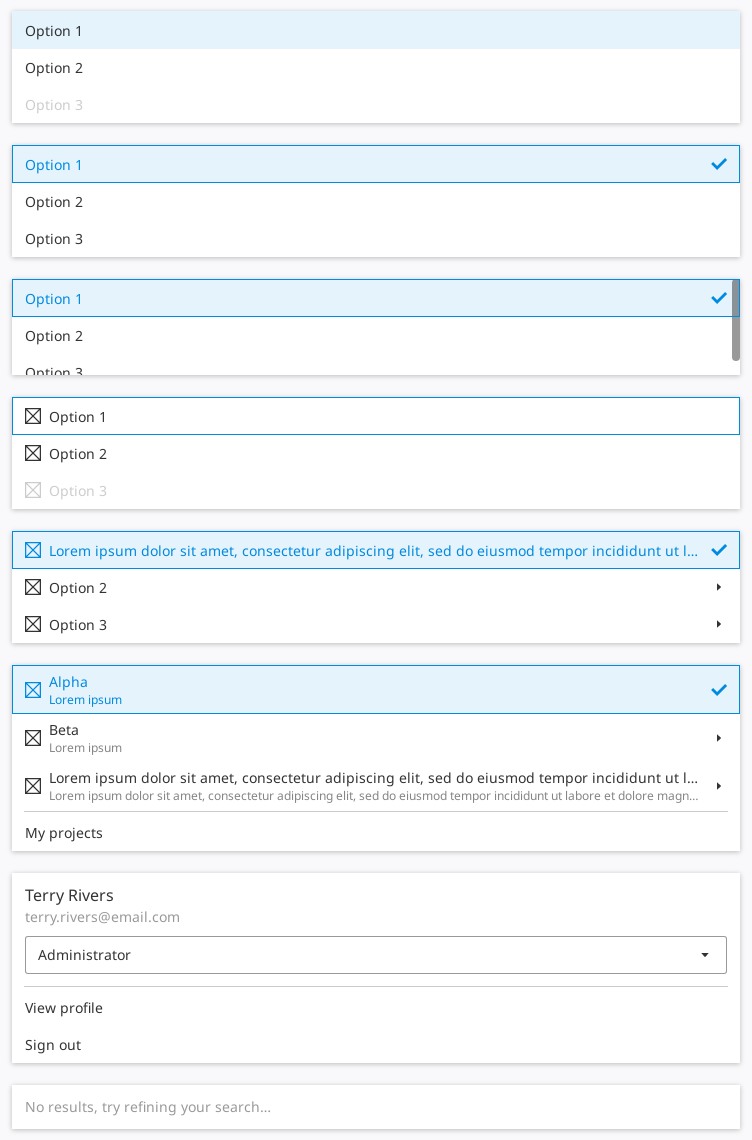 Option 1
Option 2
Option 3
Option 1
Option 2
Option 3
Option 1
Option 2
Option 3
Option 1
Option 2
Option 3
Lorem ipsum dolor sit amet, consectetur adipiscing elit, sed do eiusmod tempor incididunt ut l…
Option 2
Option 3
Alpha
Lorem ipsum
Beta
Lorem ipsum
Lorem ipsum dolor sit amet, consectetur adipiscing elit, sed do eiusmod tempor incididunt ut l…
Lorem ipsum dolor sit amet, consectetur adipiscing elit, sed do eiusmod tempor incididunt ut labore et dolore magn…
My projects
Terry Rivers
terry.rivers@email.com
Administrator
View profile
Sign out
No results, try refining your search…